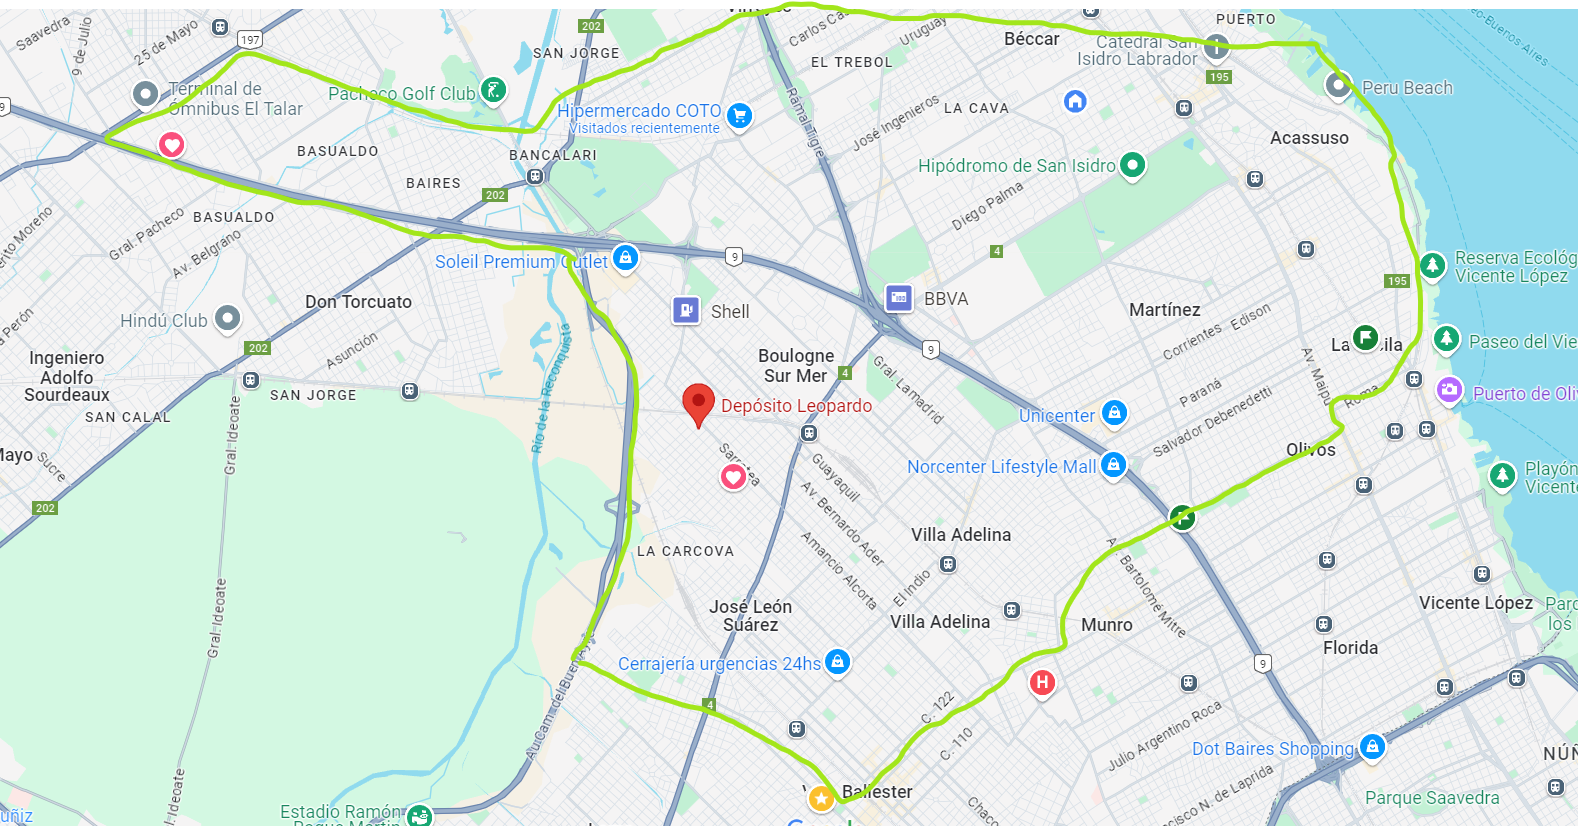 Saavedra
9 de Julio
25 de Mayo
197
202
SAN JORGE
Carlos Ca
Uruguay
Béccar
PUERTO
Catedral San
Isidro Labrador
195
EL TREBOL
Terminal de
Ómnibus El Talar
Pacheco Golf Club
Hipermercado COTO
Visitados recientemente
Ramal Tigre
José Ingenieros
LA CAVA
Peru Beach
Acassuso
9
BASUALDO
BANCALARI
BAIRES
202
Hipódromo de San Isidro
Diego Palma
Gral. Pacheco
BASUALDO
Av. Belgrano
Soleil Premium Outlet
9
4
195
Reserva Ecológ
Vicente López
Don Torcuato
Hindú Club
Shell
BBVA
Martínez
Corrientes
Edison
202
Asunción
Ingeniero
Adolfo
Sourdeaux
SAN JORGE
SAN CALAL
Río de la Reconquista
Boulogne
Sur Mer
4
9
Gral. Lamadrid
Av. Maipú
Paseo del Vie
Roma
Puerto de Oli
Paraná
Salvador Debenedetti
Depósito Leopardo
Unicenter
Olivos
Norcenter Lifestyle Mall
Mayo
Sucre
Gral. Ideoate
202
Guayaquil
Av. Bernardo Ader
Amancio Alcorta
El Indio
Villa Adelina
Playón
Vicente
LA CARCOVA
Av. Bartolomé Mitre
Gral. Ideoate
José León
Suárez
Villa Adelina
Munro
Vicente López
Parc
los
Florida
Cerrajería urgencias 24hs
H
9
Au Cam. del Buen Ayre
4
C. 122
C. 110
Julio Argentino Roca
Dot Baires Shopping
NÚÑ
Ballester
Chaco
cisco N. de Laprida
Parque Saavedra
Ideoate
Estadio Ramón